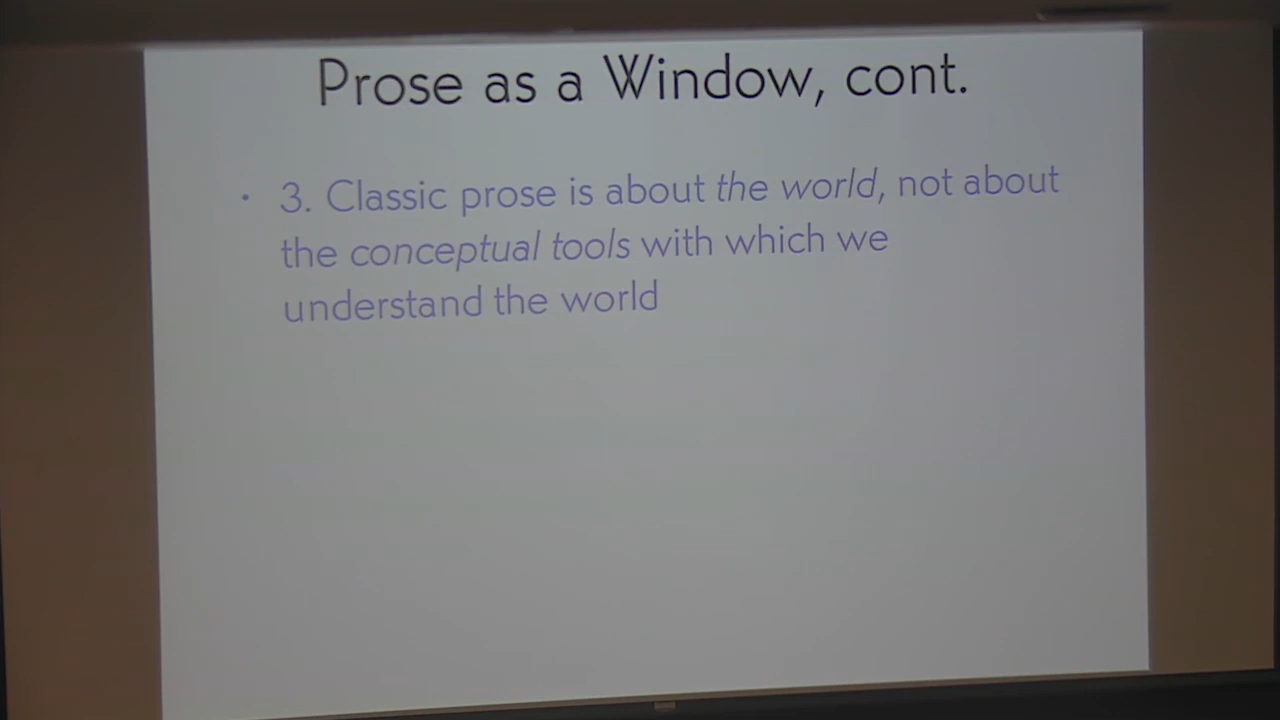 Prose as a Window, cont.
• 3. Classic prose is about the world, not about
the conceptual tools with which we
understand the world